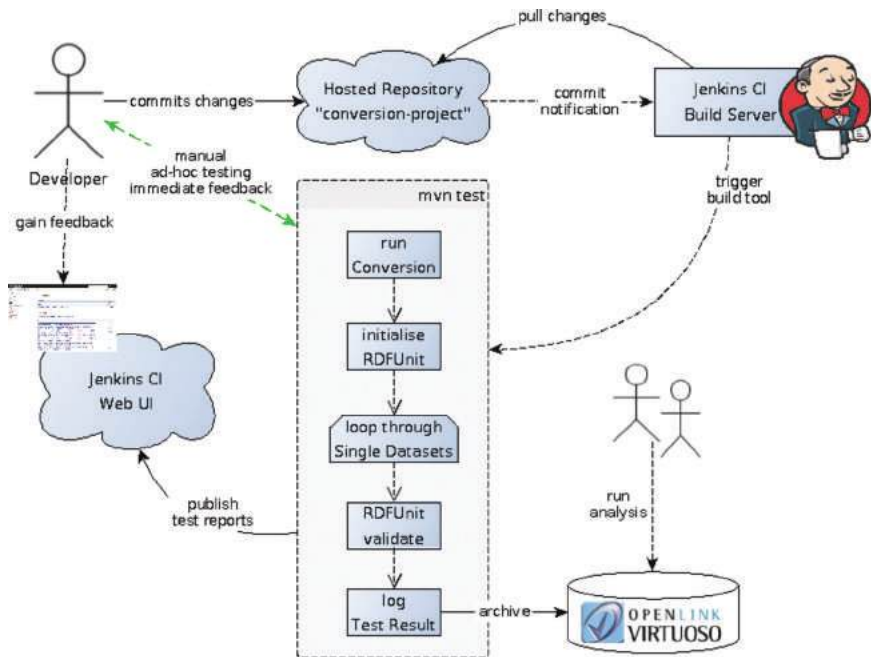 pull changes
Hosted Repository
"conversion-project"
commits changes
commit
notification
Jenkins CI
Build Server
Developer
manual
ad-hoc testing
immediate feedback
mvn test
trigger
build tool
gain feedback
run
Conversion
initialise
RDFUnit
Jenkins CI
Web UI
loop through
Single Datasets
publish
test reports
RDFUnit
validate
run
analysis
log
Test Result
archive
OPENLINK
VIRTUOSO